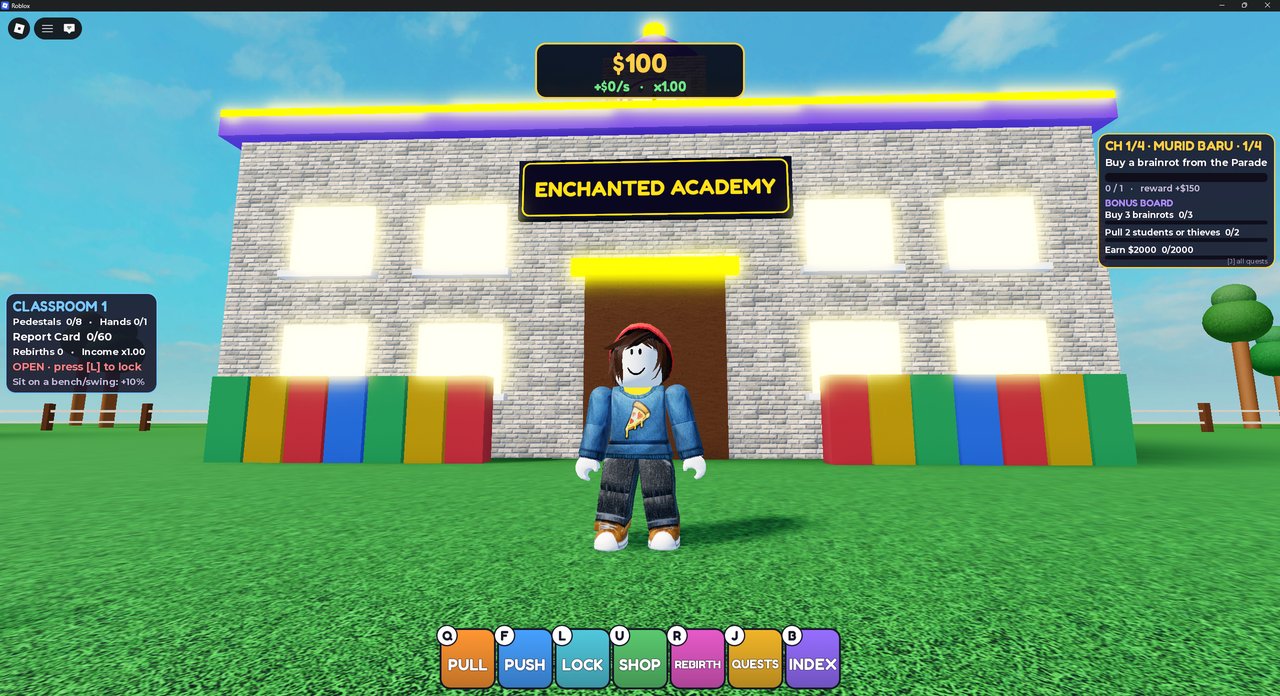 Roblox
$100
+$0/s · x1.00
ENCHANTED ACADEMY
CH 1/4 · MURID BARU · 1/4
Buy a brainrot from the Parade
0 / 1 · reward +$150
BONUS BOARD
Buy 3 brainrots 0/3
Pull 2 students or thieves 0/2
Earn $2000 0/2000
[J] all quests
CLASSROOM 1
Pedestals 0/8 · Hands 0/1
Report Card 0/60
Rebirths 0 · Income x1.00
OPEN · press [L] to lock
Sit on a bench/swing: +10%
Q F L U R J B
PULL PUSH LOCK SHOP REBIRTH QUESTS INDEX